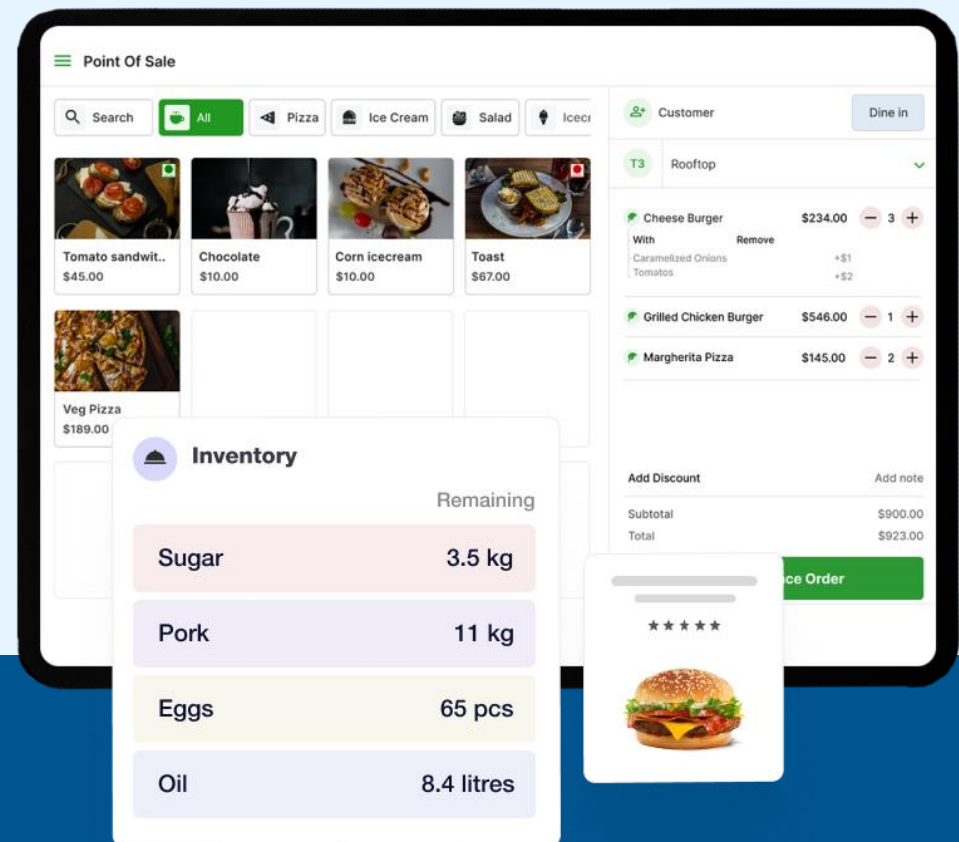 Point Of Sale
Search
All
Pizza
Ice Cream
Salad
Customer
Dine in
T3
Rooftop
Tomato sandwit..
$45.00
Chocolate
$10.00
Corn icecream
$10.00
Toast
$67.00
Veg Pizza
$189.00
Cheese Burger $234.00 − 3 +
With Remove
Caramelized Onions +$1
Tomatos +$2
Grilled Chicken Burger $546.00 − 1 +
Margherita Pizza $145.00 − 2 +
Add Discount Add note
Subtotal $900.00
Total $923.00
Order
Inventory
Remaining
Sugar 3.5 kg
Pork 11 kg
Eggs 65 pcs
Oil 8.4 litres